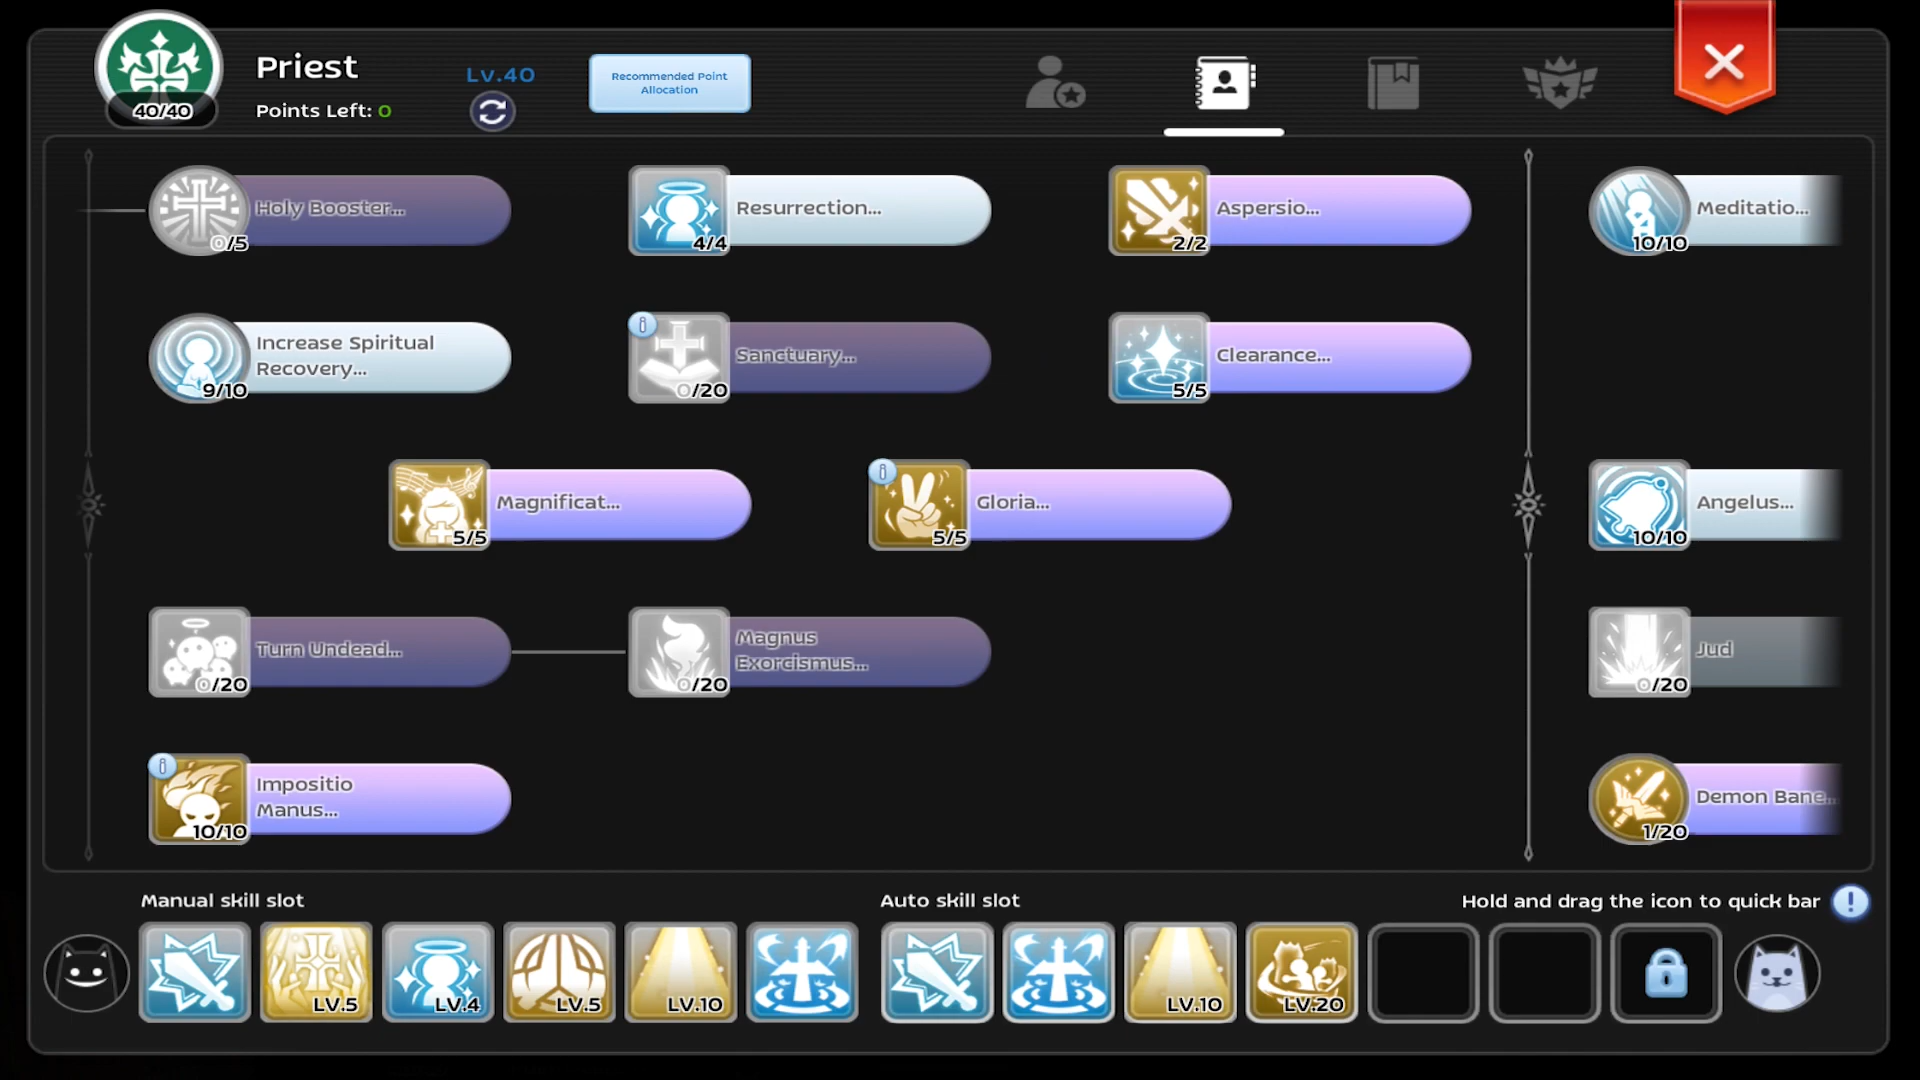 Priest
Lv.40
Recommended Point
Allocation
40/40
Points Left: 0
Holy Booster...
0/5
Resurrection...
4/4
Aspersio...
2/2
Meditatio...
10/10
Increase Spiritual
Recovery...
9/10
Sanctuary...
0/20
Clearance...
5/5
Magnificat...
5/5
Gloria...
5/5
Angelus...
10/10
Turn Undead...
0/20
Magnus
Exorcismus...
0/20
Jud
0/20
Impositio
Manus...
10/10
Demon Bane...
1/20
Manual skill slot
Auto skill slot
Hold and drag the icon to quick bar
LV.5
LV.4
LV.5
LV.10
LV.10
LV.20